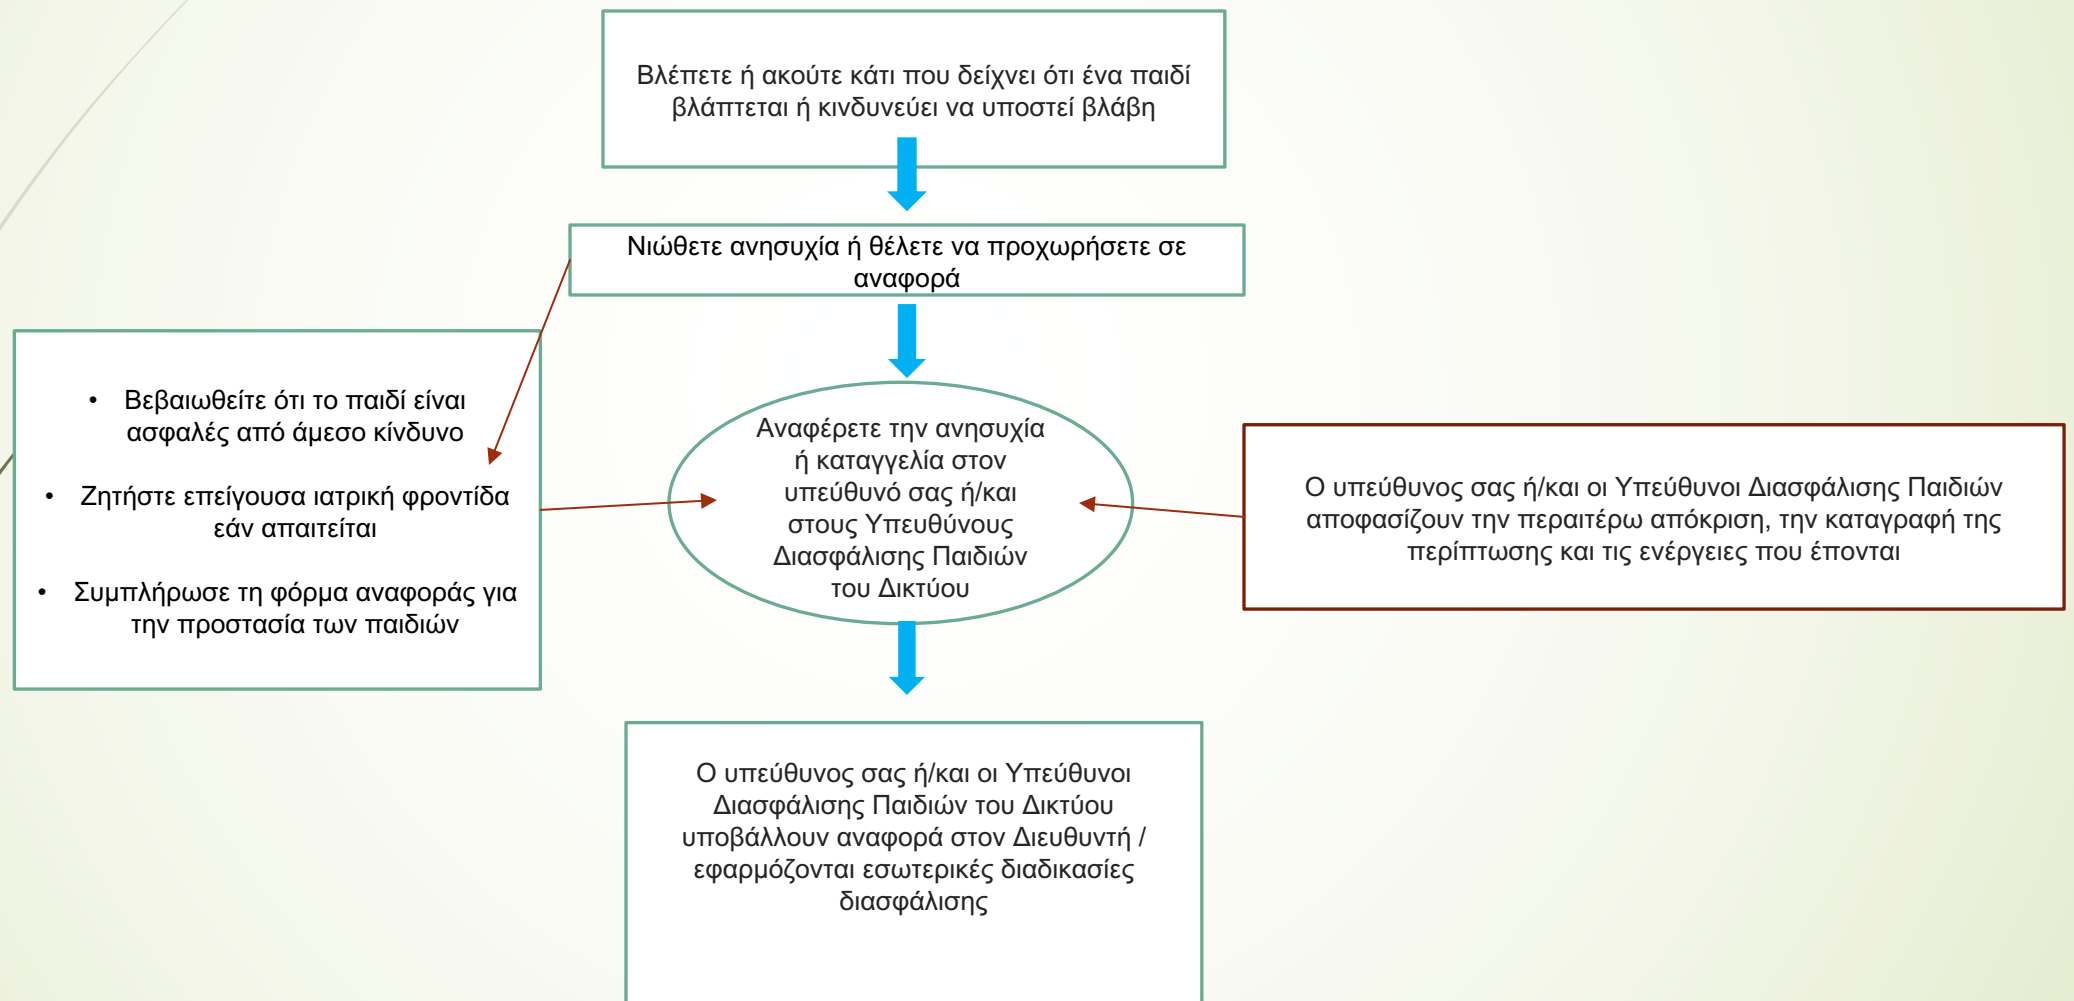 Βλέπετε ή ακούτε κάτι που δείχνει ότι ένα παιδί
βλάπτεται ή κινδυνεύει να υποστεί βλάβη
Νιώθετε ανησυχία ή θέλετε να προχωρήσετε σε
αναφορά
• Βεβαιωθείτε ότι το παιδί είναι
ασφαλές από άμεσο κίνδυνο
• Ζητήστε επείγουσα ιατρική φροντίδα
εάν απαιτείται
• Συμπλήρωσε τη φόρμα αναφοράς για
την προστασία των παιδιών
Αναφέρετε την ανησυχία
ή καταγγελία στον
υπεύθυνό σας ή/και
στους Υπευθύνους
Διασφάλισης Παιδιών
του Δικτύου
Ο υπεύθυνος σας ή/και οι Υπεύθυνοι Διασφάλισης Παιδιών
αποφασίζουν την περαιτέρω απόκριση, την καταγραφή της
περίπτωσης και τις ενέργειες που έπονται
Ο υπεύθυνος σας ή/και οι Υπεύθυνοι
Διασφάλισης Παιδιών του Δικτύου
υποβάλλουν αναφορά στον Διευθυντή /
εφαρμόζονται εσωτερικές διαδικασίες
διασφάλισης